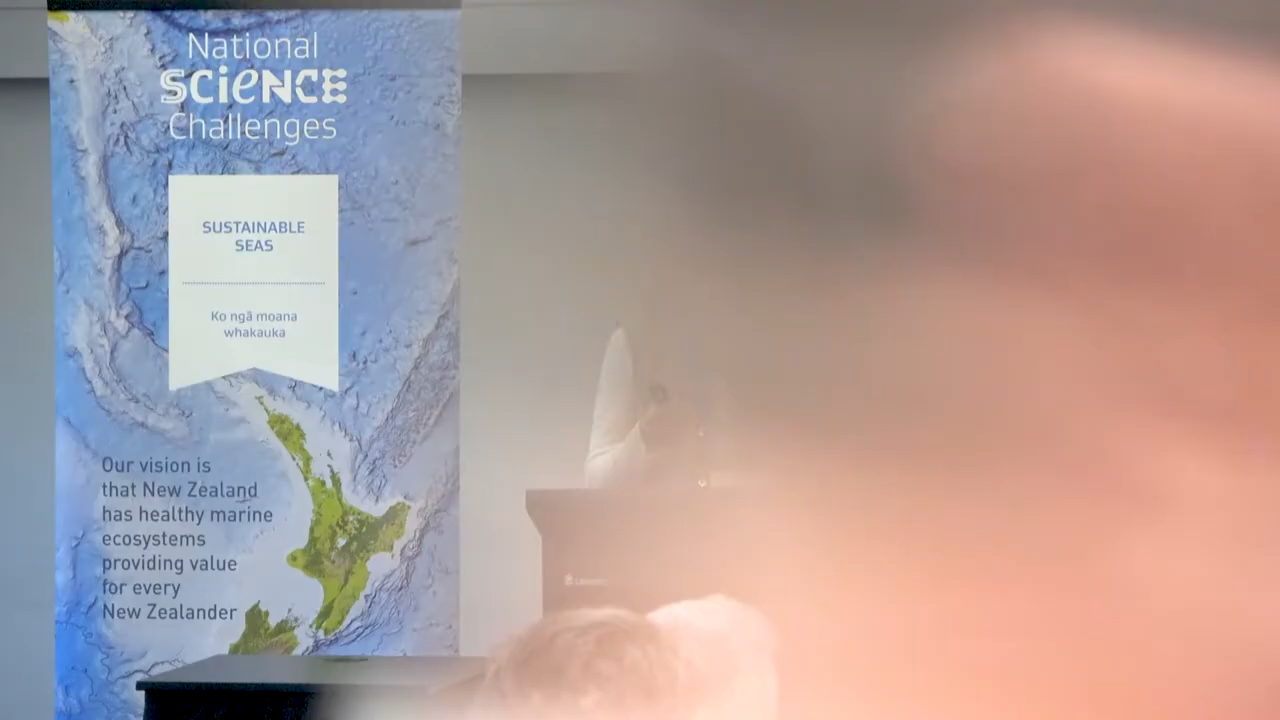 National
SCIENCE
Challenges
SUSTAINABLE
SEAS
Ko ngā moana
whakauka
Our vision is
that New Zealand
has healthy marine
ecosystems
providing value
for every
New Zealander